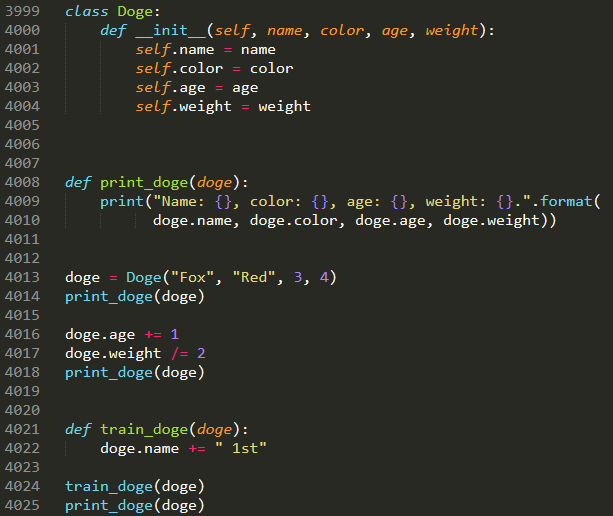 3999 class Doge:
4000     def __init__(self, name, color, age, weight):
4001         self.name = name
4002         self.color = color
4003         self.age = age
4004         self.weight = weight
4005
4006
4007
4008 def print_doge(doge):
4009     print("Name: {}, color: {}, age: {}, weight: {}.".format(
4010           doge.name, doge.color, doge.age, doge.weight))
4011
4012
4013 doge = Doge("Fox", "Red", 3, 4)
4014 print_doge(doge)
4015
4016 doge.age += 1
4017 doge.weight /= 2
4018 print_doge(doge)
4019
4020
4021 def train_doge(doge):
4022     doge.name += " 1st"
4023
4024 train_doge(doge)
4025 print_doge(doge)